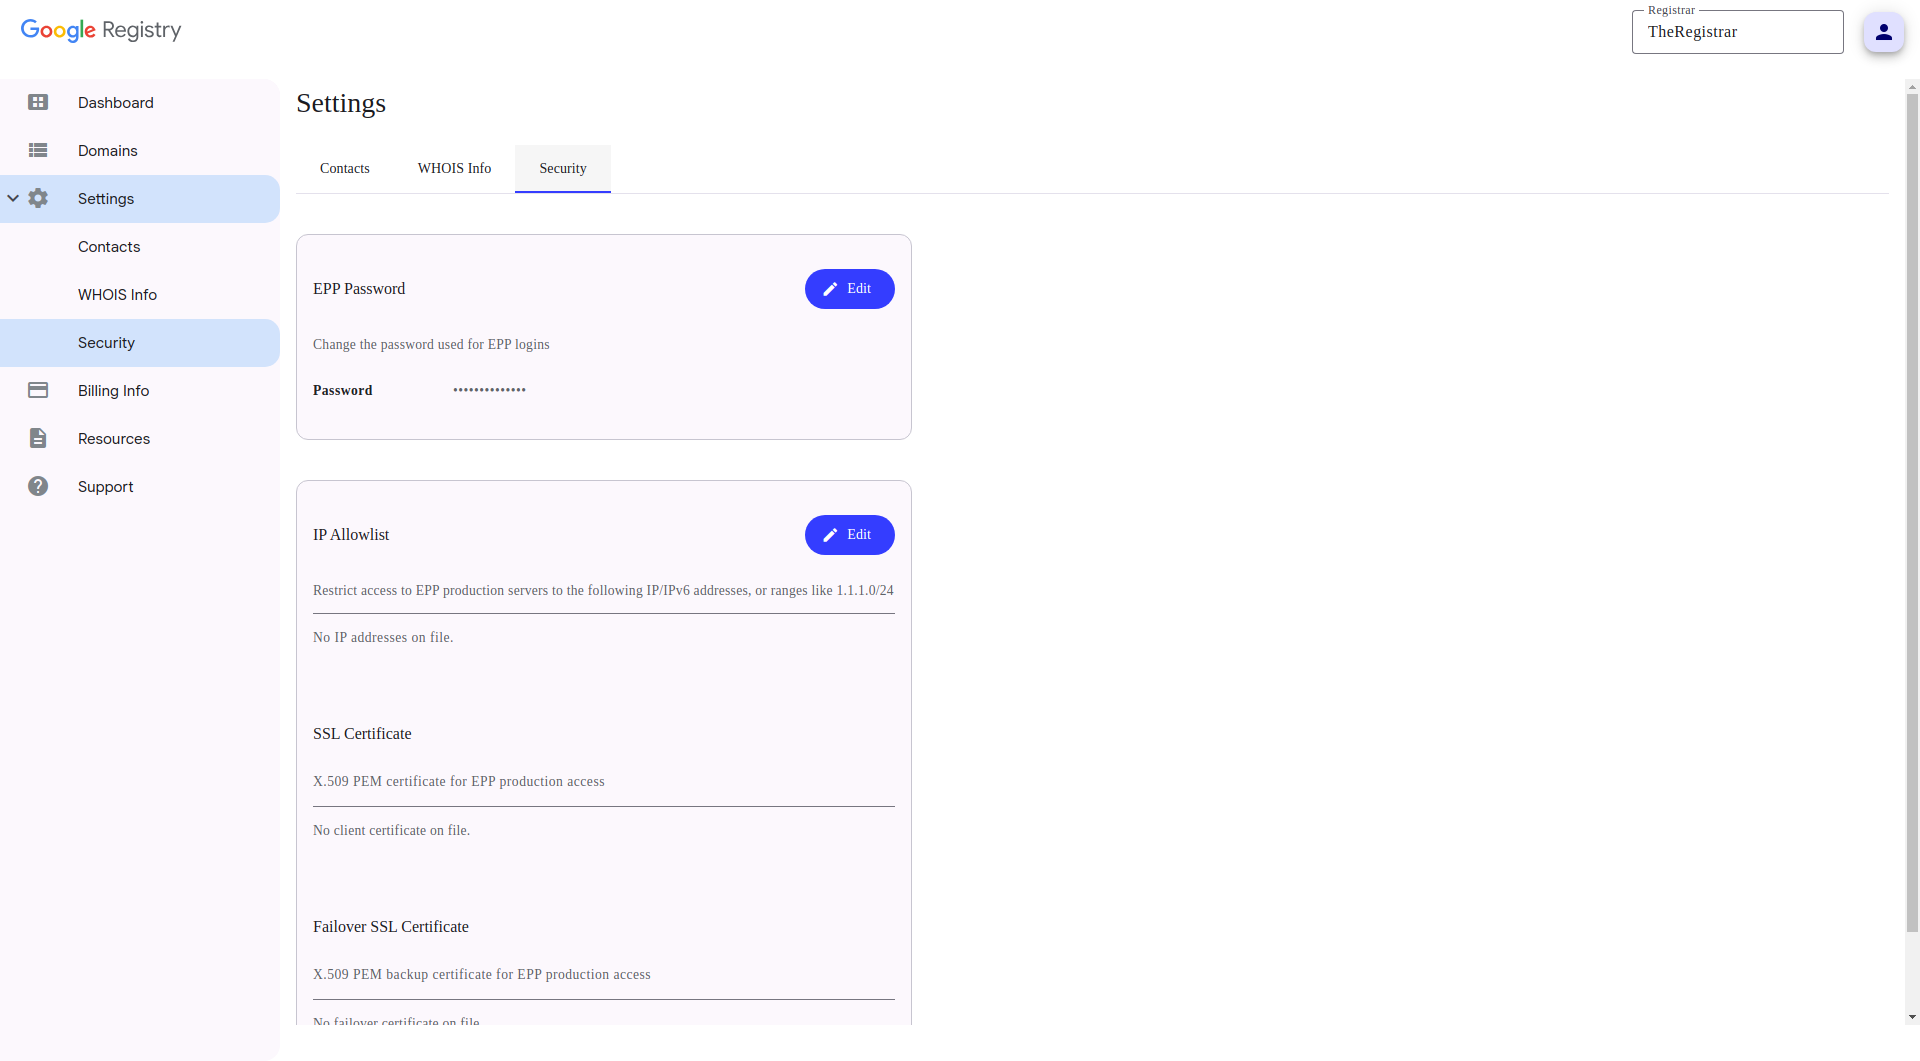 Google Registry
Registrar
TheRegistrar
Dashboard
Domains
Settings
Contacts
WHOIS Info
Security
Billing Info
Resources
Support
Settings
Contacts
WHOIS Info
Security
EPP Password
Edit
Change the password used for EPP logins
Password ••••••••••••••
IP Allowlist
Edit
Restrict access to EPP production servers to the following IP/IPv6 addresses, or ranges like 1.1.1.0/24
No IP addresses on file.
SSL Certificate
X.509 PEM certificate for EPP production access
No client certificate on file.
Failover SSL Certificate
X.509 PEM backup certificate for EPP production access
No failover certificate on file.